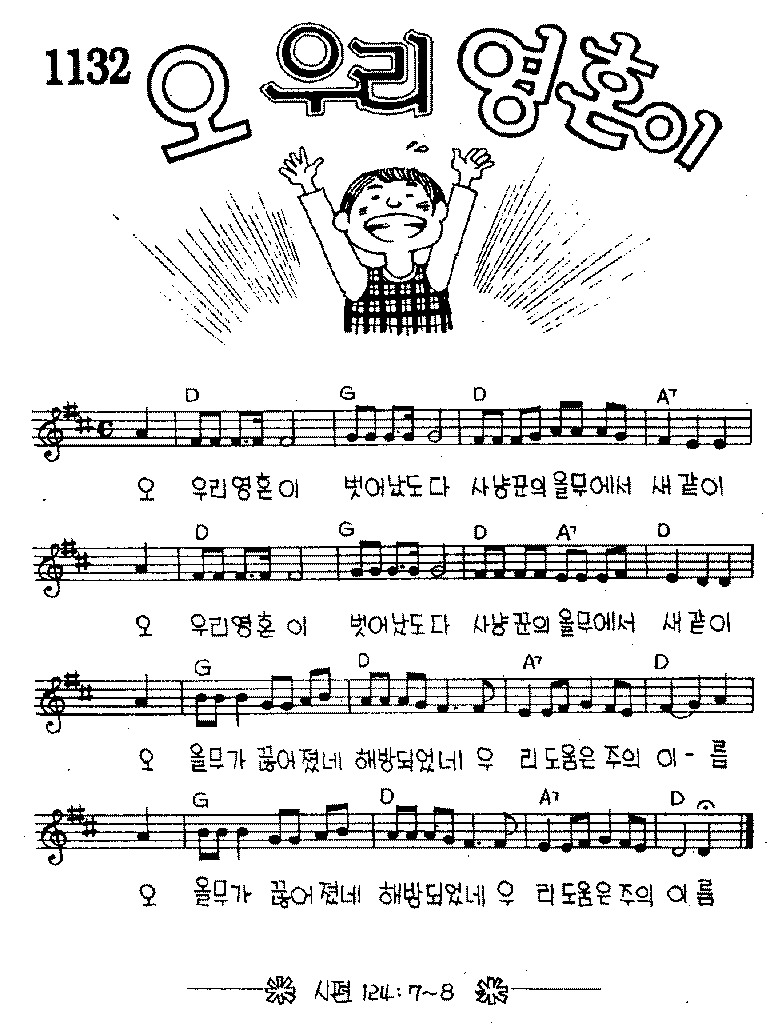 1132 오 우리 영혼이
D G D A7
오 우리영혼이 벗어났도다 사냥꾼의올무에서 새같이
D G D A7 D
오 우리영혼이 벗어났도다 사냥꾼의올무에서 새같이
G D A7 D
오 올무가 끊어졌네 해방되었네 우 리도움은주의 이-름
G D A7 D
오 올무가 끊어졌네 해방되었네 우 리도움은주의 이름
시편 124:7~8